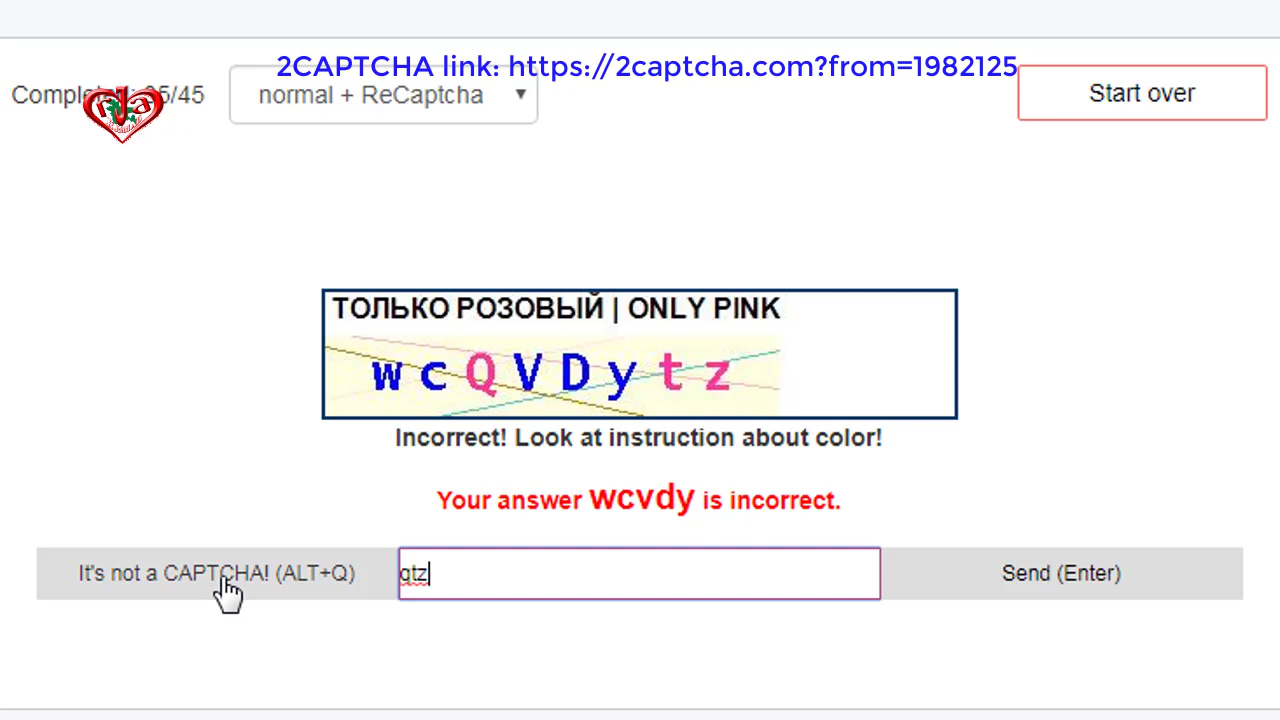 2CAPTCHA link: https://2captcha.com?from=1982125
normal + ReCaptcha
Start over
ТОЛЬКО РОЗОВЫЙ | ONLY PINK
wcQVDytz
Incorrect! Look at instruction about color!
Your answer wcvdy is incorrect.
It's not a CAPTCHA! (ALT+Q)
qtz
Send (Enter)